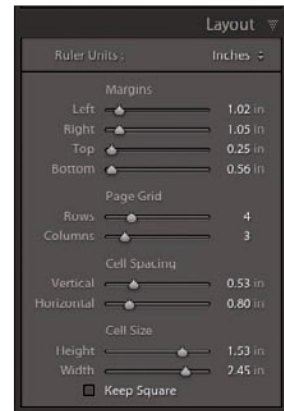 Layout
Ruler Units : Inches
Margins
Left 1.02 in
Right 1.05 in
Top 0.25 in
Bottom 0.56 in
Page Grid
Rows 4
Columns 3
Cell Spacing
Vertical 0.53 in
Horizontal 0.80 in
Cell Size
Height 1.53 in
Width 2.45 in
Keep Square